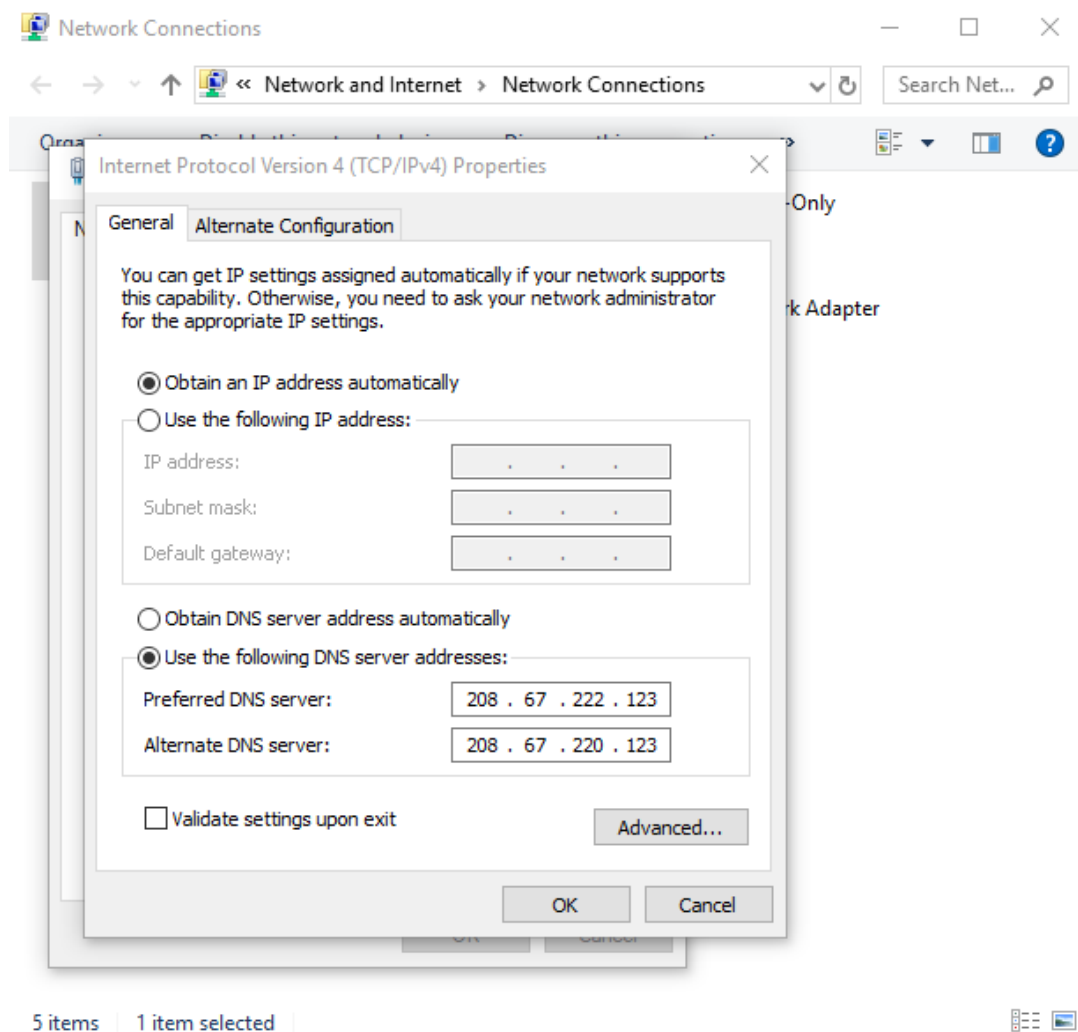 Network Connections
« Network and Internet > Network Connections
Search Net...
Internet Protocol Version 4 (TCP/IPv4) Properties
-Only
General
Alternate Configuration
You can get IP settings assigned automatically if your network supports
this capability. Otherwise, you need to ask your network administrator
for the appropriate IP settings.
rk Adapter
Obtain an IP address automatically
Use the following IP address:
IP address:
. . .
Subnet mask:
. . .
Default gateway:
. . .
Obtain DNS server address automatically
Use the following DNS server addresses:
Preferred DNS server:
208 . 67 . 222 . 123
Alternate DNS server:
208 . 67 . 220 . 123
Validate settings upon exit
Advanced...
OK
Cancel
5 items
1 item selected